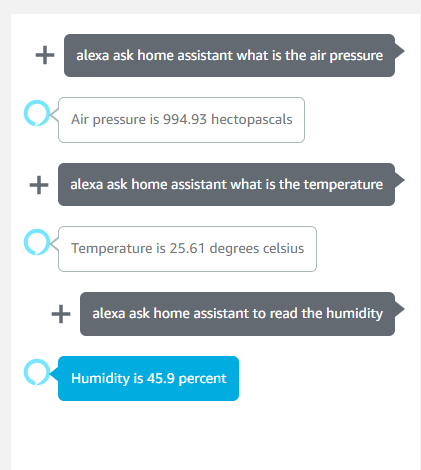 alexa ask home assistant what is the air pressure
Air pressure is 994.93 hectopascals
alexa ask home assistant what is the temperature
Temperature is 25.61 degrees celsius
alexa ask home assistant to read the humidity
Humidity is 45.9 percent